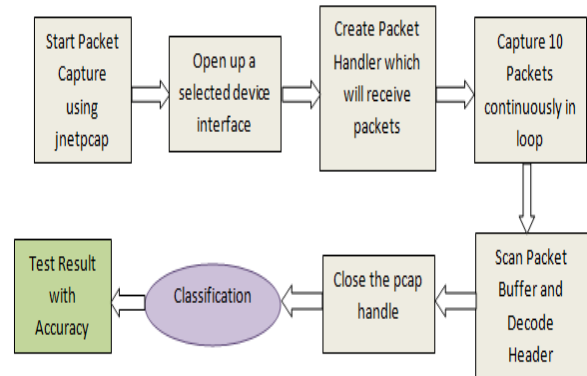 Start Packet
Capture
using
jnetpcap
Open up a
selected device
interface
Create Packet
Handler which
will receive
packets
Capture 10
Packets
continuously in
loop
Scan Packet
Buffer and
Decode
Header
Close the pcap
handle
Classification
Test Result
with
Accuracy